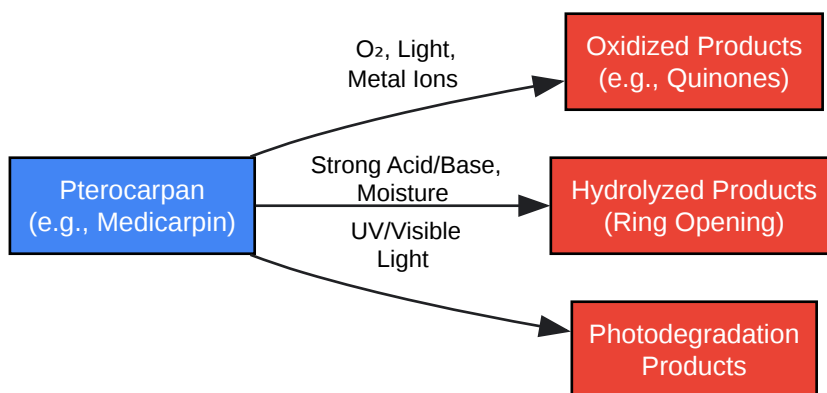 O₂, Light,
Metal Ions
Oxidized Products
(e.g., Quinones)
Pterocarpan
(e.g., Medicarpin)
Strong Acid/Base,
Moisture
Hydrolyzed Products
(Ring Opening)
UV/Visible
Light
Photodegradation
Products